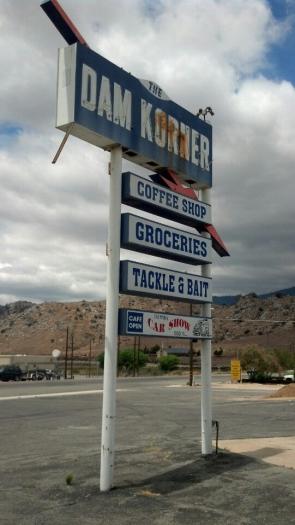 THE
DAM KORNER
COFFEE SHOP
GROCERIES
TACKLE & BAIT
CAFE
OPEN
CAR SHOW